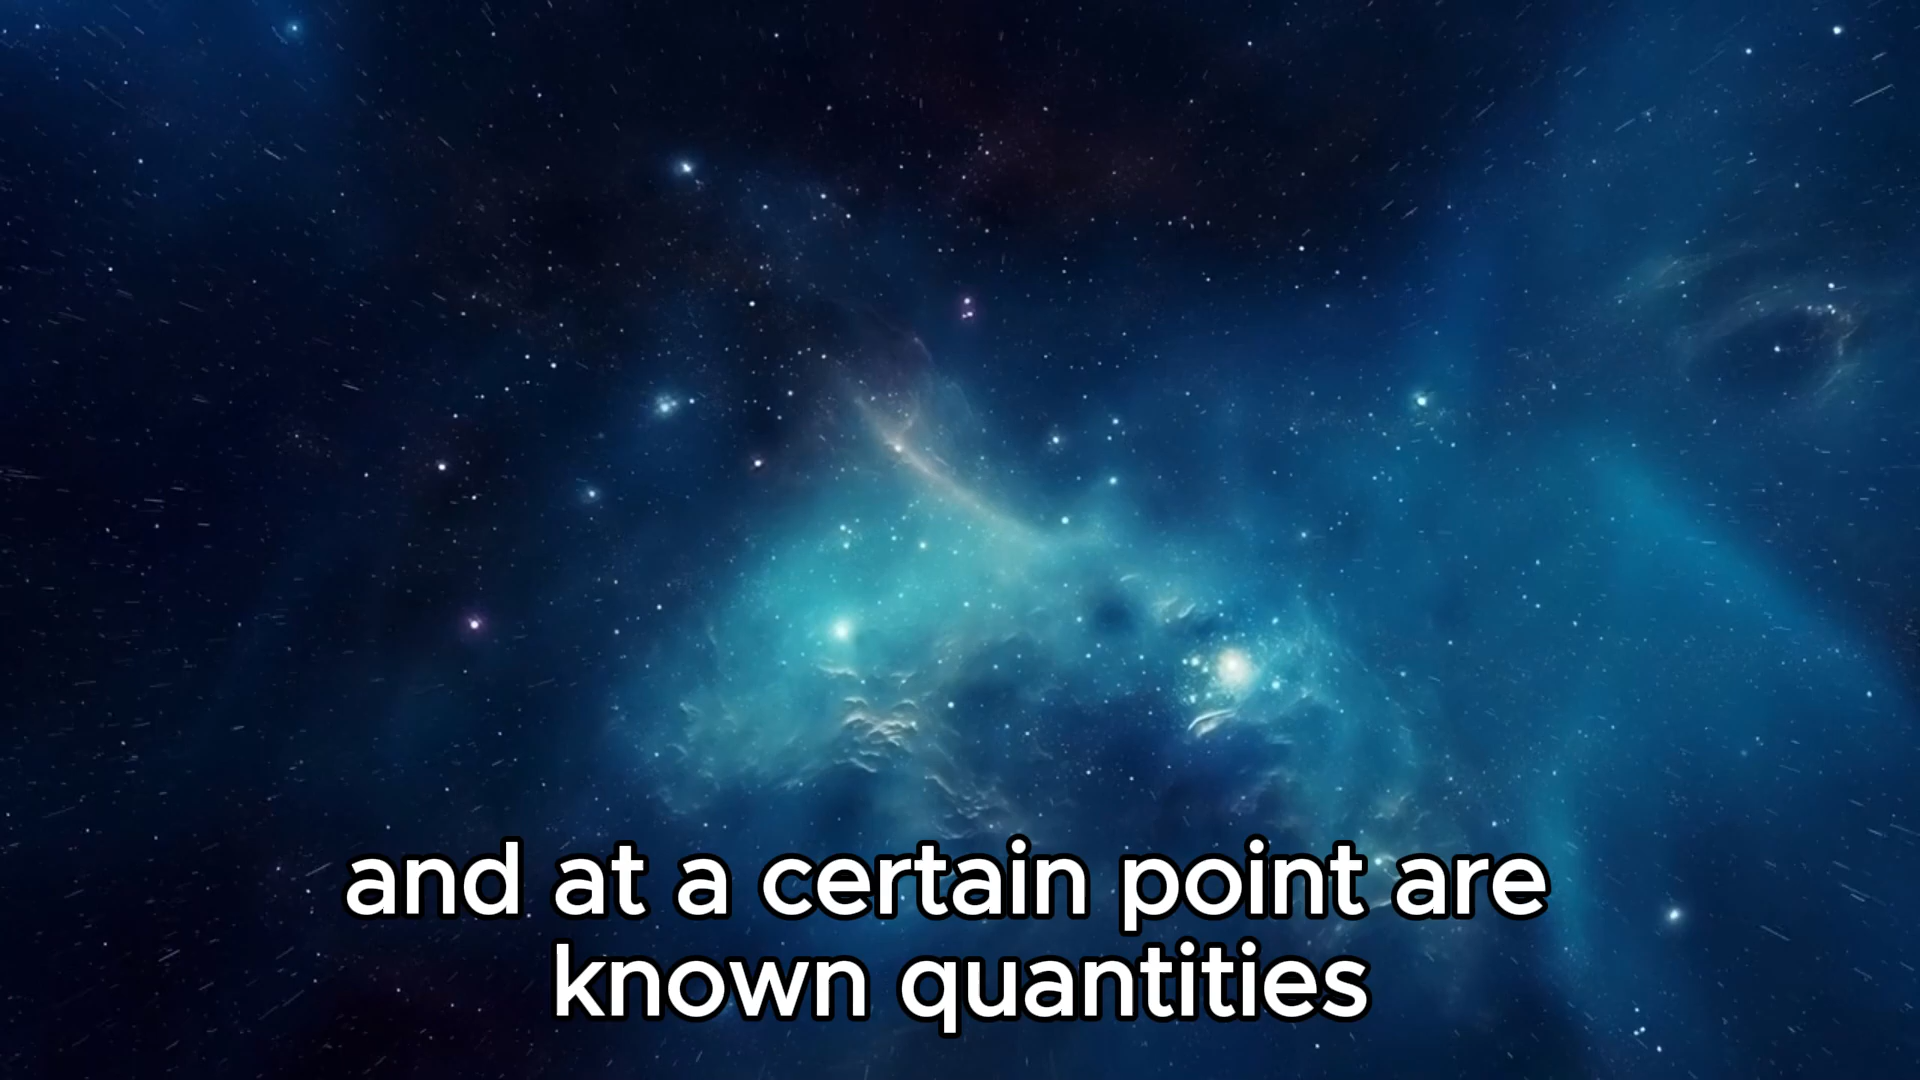 and at a certain point are
known quantities